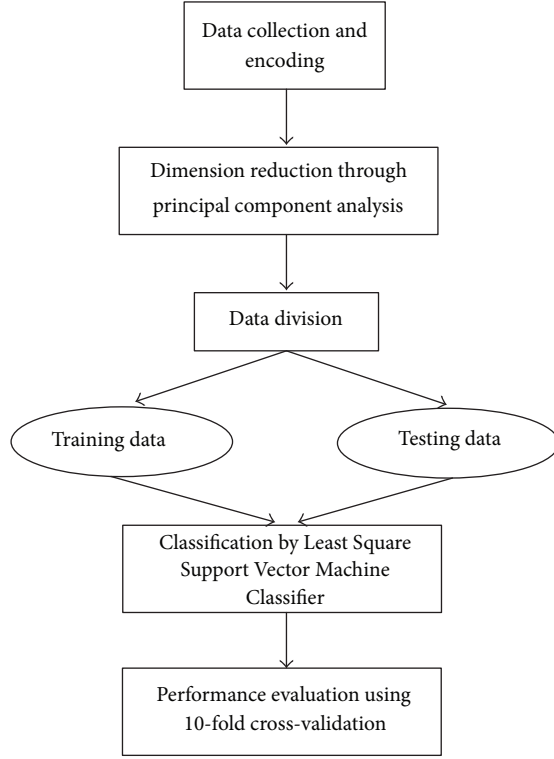 Data collection and
encoding
Dimension reduction through
principal component analysis
Data division
Training data
Testing data
Classification by Least Square
Support Vector Machine
Classifier
Performance evaluation using
10-fold cross-validation